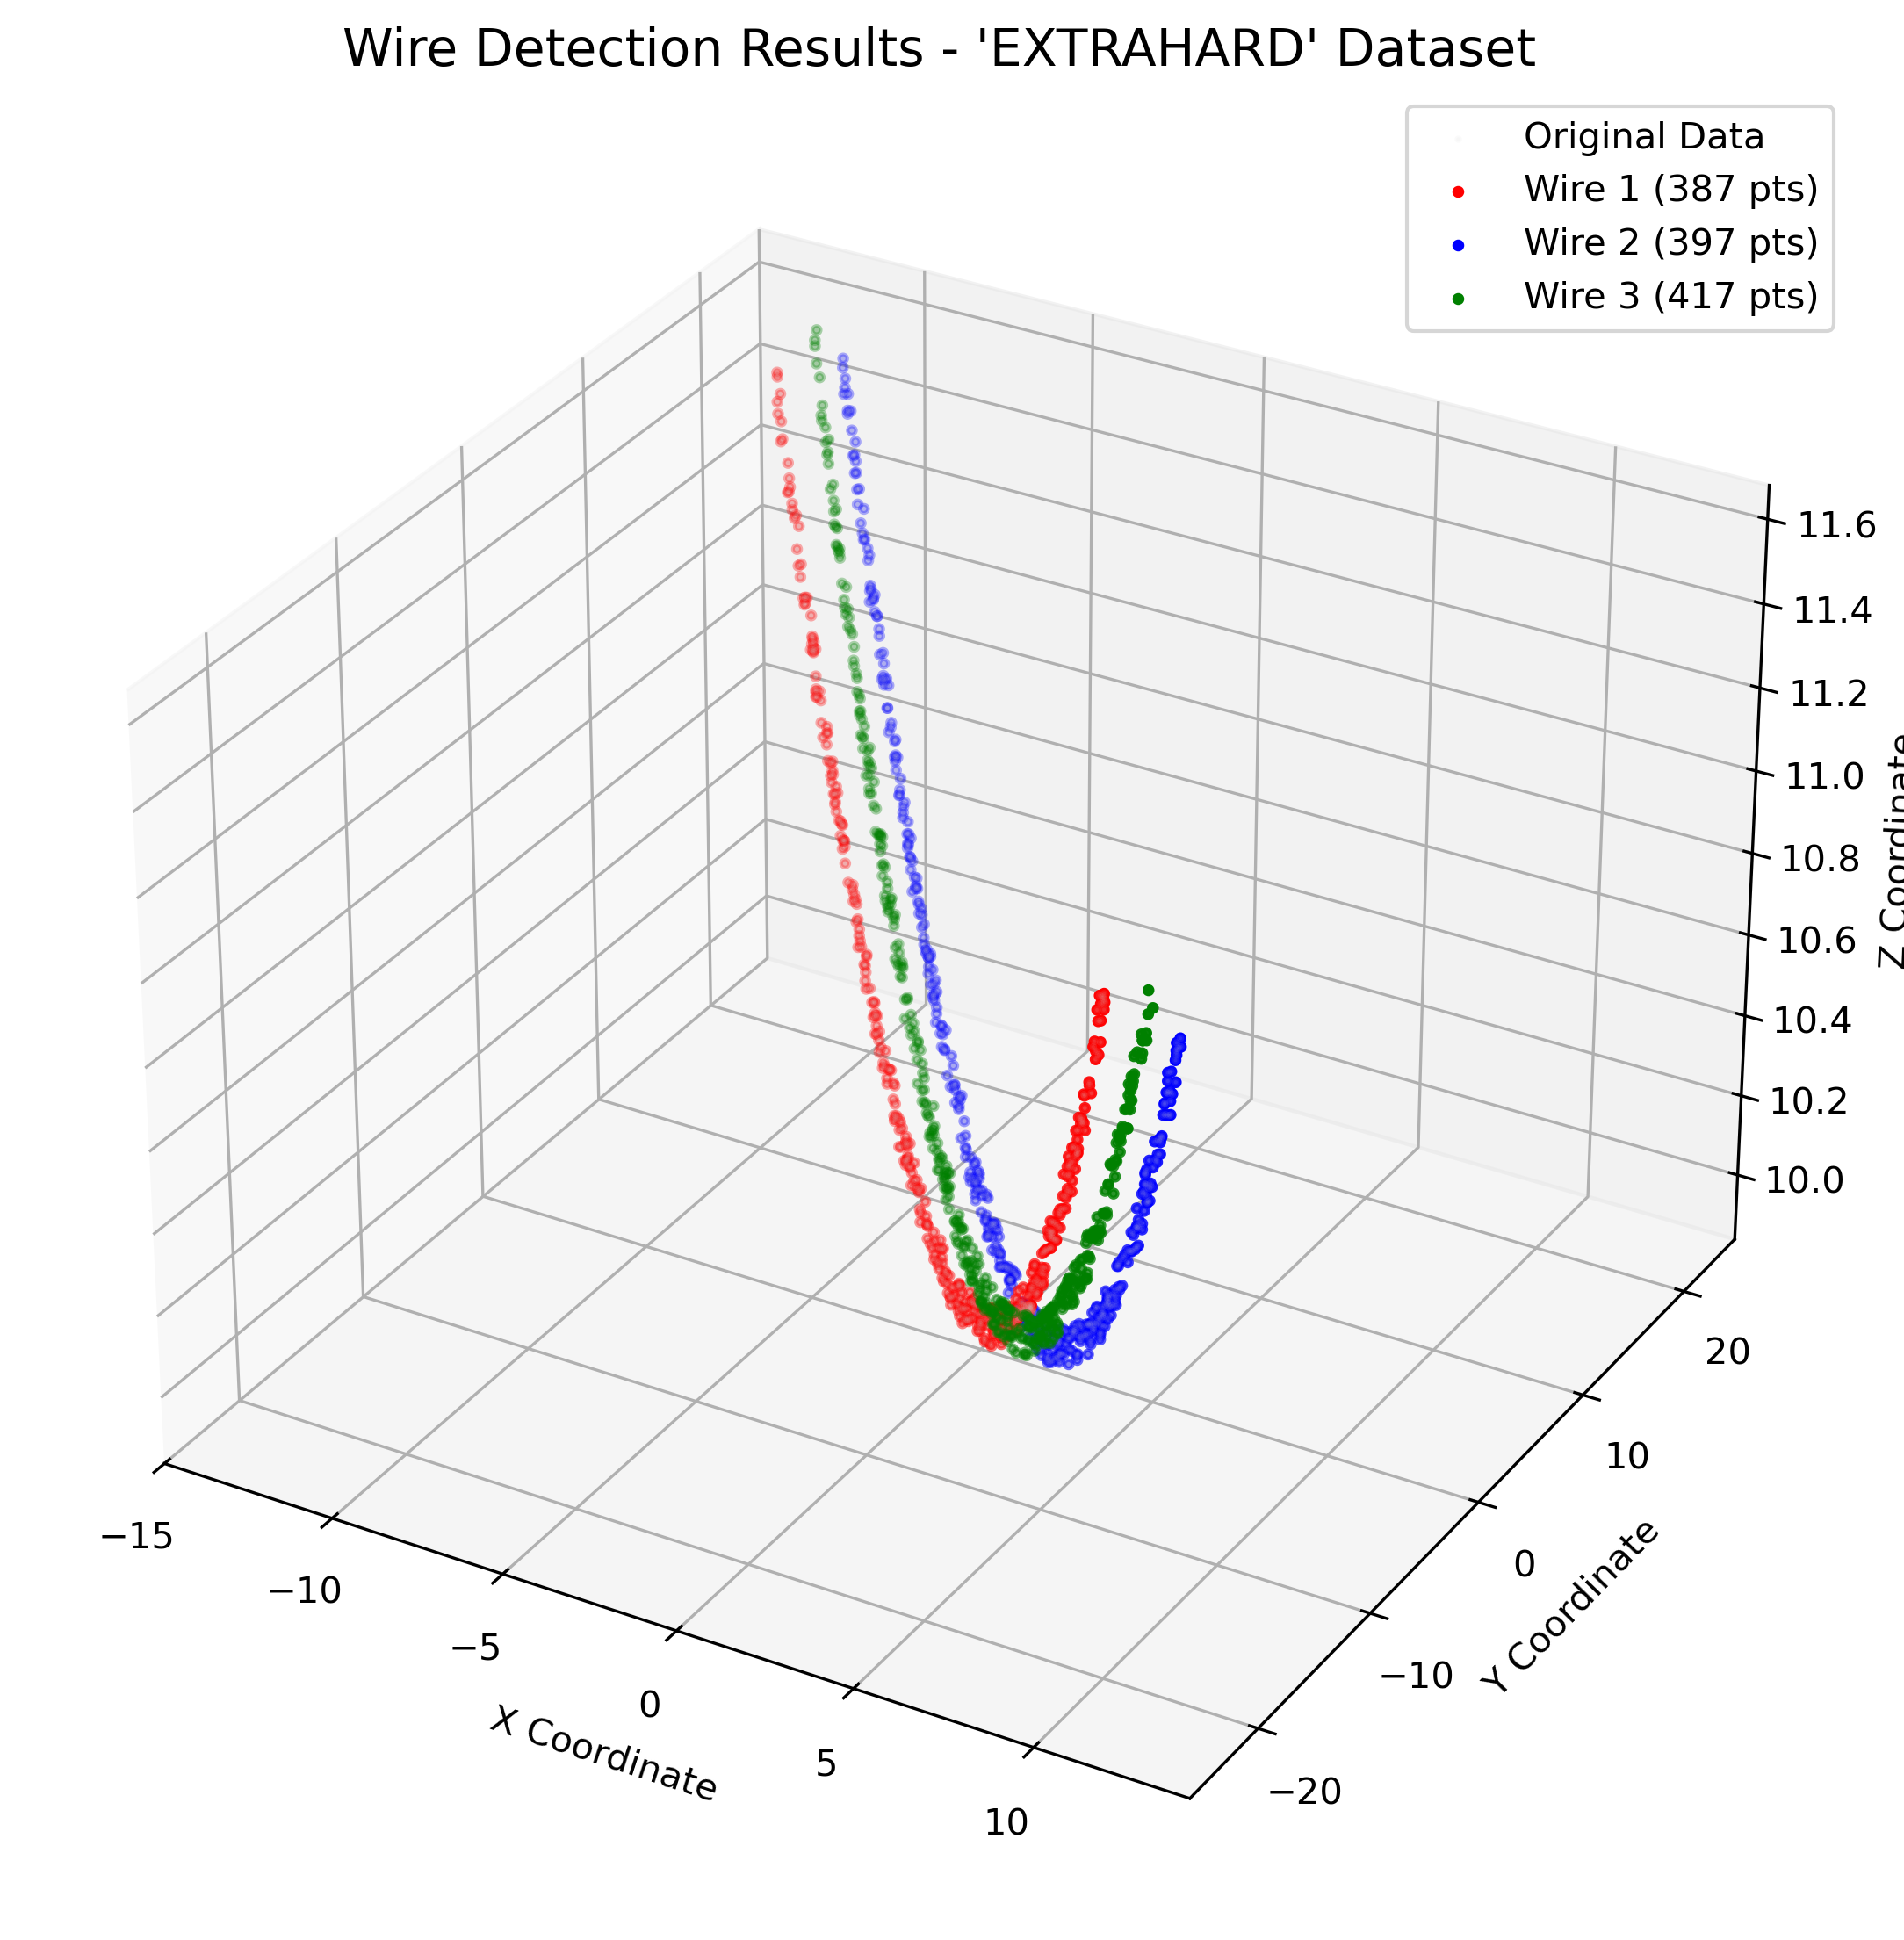 Wire Detection Results - 'EXTRAHARD' Dataset
Original Data
Wire 1 (387 pts)
Wire 2 (397 pts)
Wire 3 (417 pts)
11.6
11.4
11.2
11.0
10.8
10.6
10.4
10.2
10.0
Z Coordinate
20
10
0
−10
−20
Y Coordinate
−15
−10
−5
0
5
10
X Coordinate